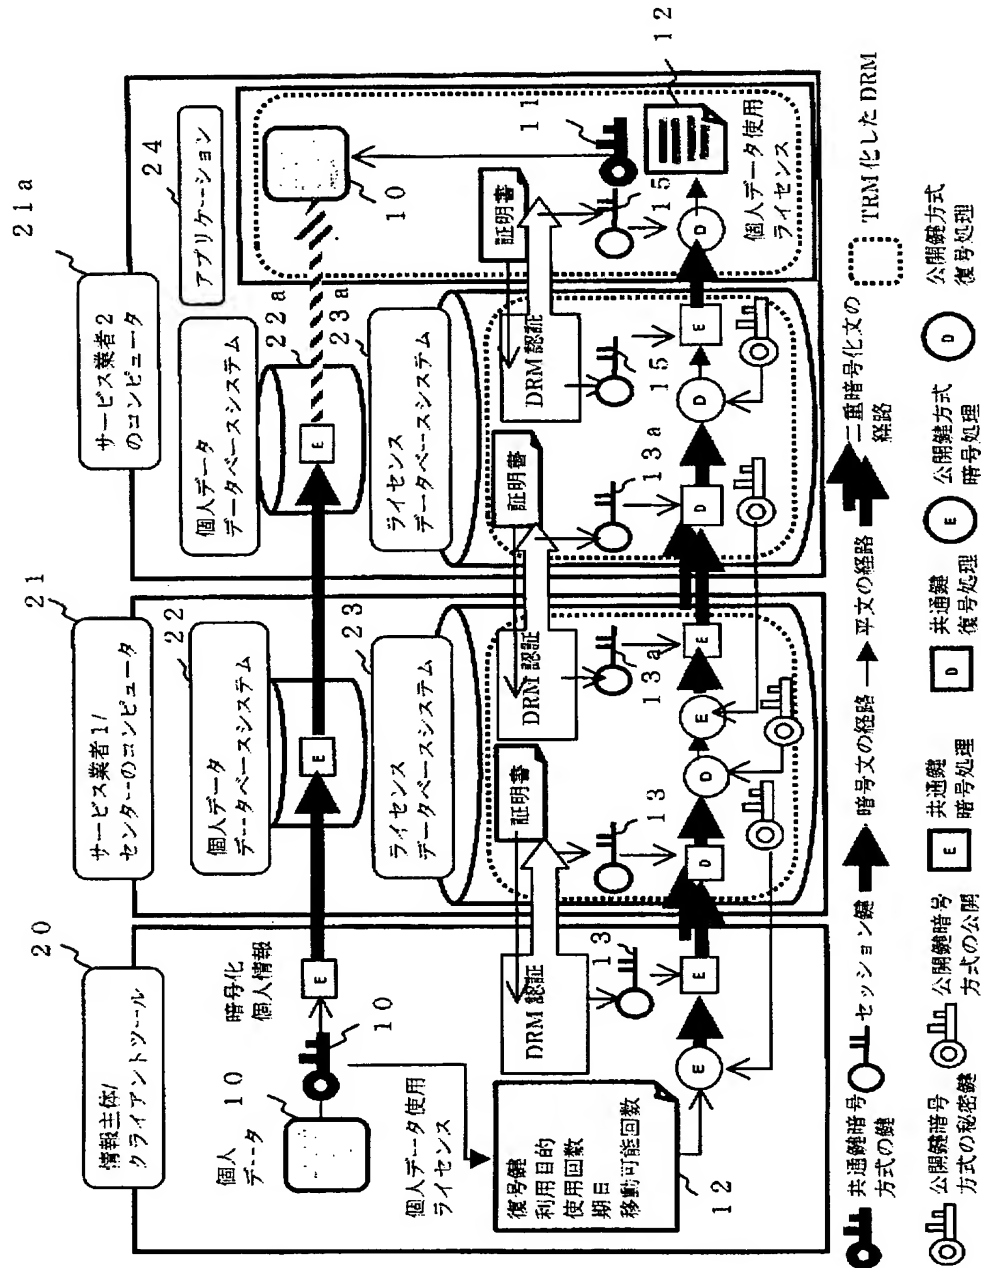 20
情報主体/
クライアントツール
個人
データ
10
10
暗号化
個人情報
個人データ使用
ライセンス
復号鍵
利用目的
使用回数
期日
移動可能回数
12
DRM 認証
13
E
E
E
21
サービス業者1/
センターのコンピュータ
22
個人データ
データベースシステム
E
23
ライセンス
データベースシステム
証明書
DRM 認証
13
13a
D
D
E
E
21a
サービス業者2
のコンピュータ
個人データ
データベースシステム
22a
E
23a
ライセンス
データベースシステム
証明書
DRM 認証
13a
15
D
D
E
24
アプリケーション
10
証明書
11
15
D
12
個人データ使用
ライセンス
共通鍵暗号
方式の鍵
セッション鍵
暗号文の経路
平文の経路
二重暗号化文の
経路
TRM 化した DRM
公開鍵暗号
方式の秘密鍵
公開鍵暗号
方式の公開
E
共通鍵
暗号処理
D
共通鍵
復号処理
E
公開鍵方式
暗号処理
D
公開鍵方式
復号処理